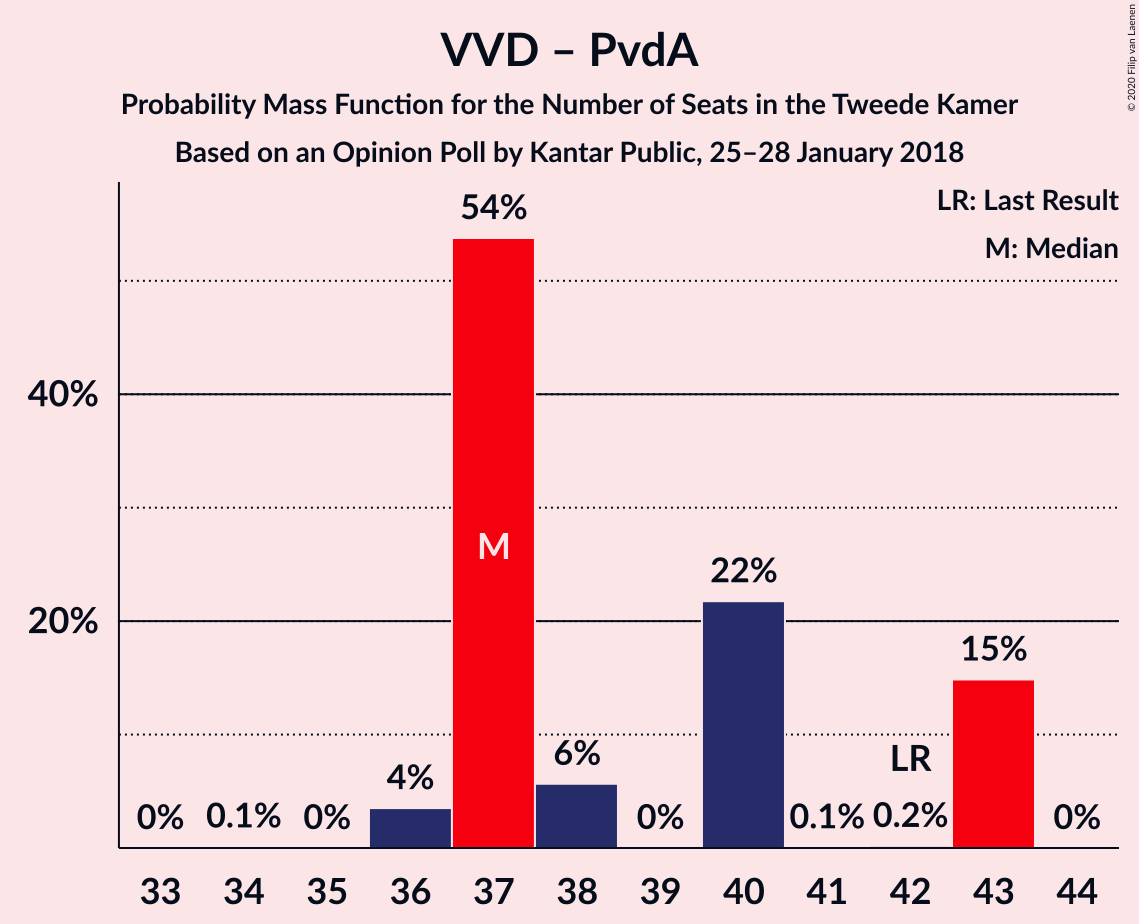 VVD – PvdA
Probability Mass Function for the Number of Seats in the Tweede Kamer
Based on an Opinion Poll by Kantar Public, 25–28 January 2018
© 2020 Filip van Laenen
LR: Last Result
M: Median
54%
40%
M
22%
20%
15%
6%
LR
4%
0%
0.1%
0%
0%
0.1%
0.2%
0%
33 34 35 36 37 38 39 40 41 42 43 44